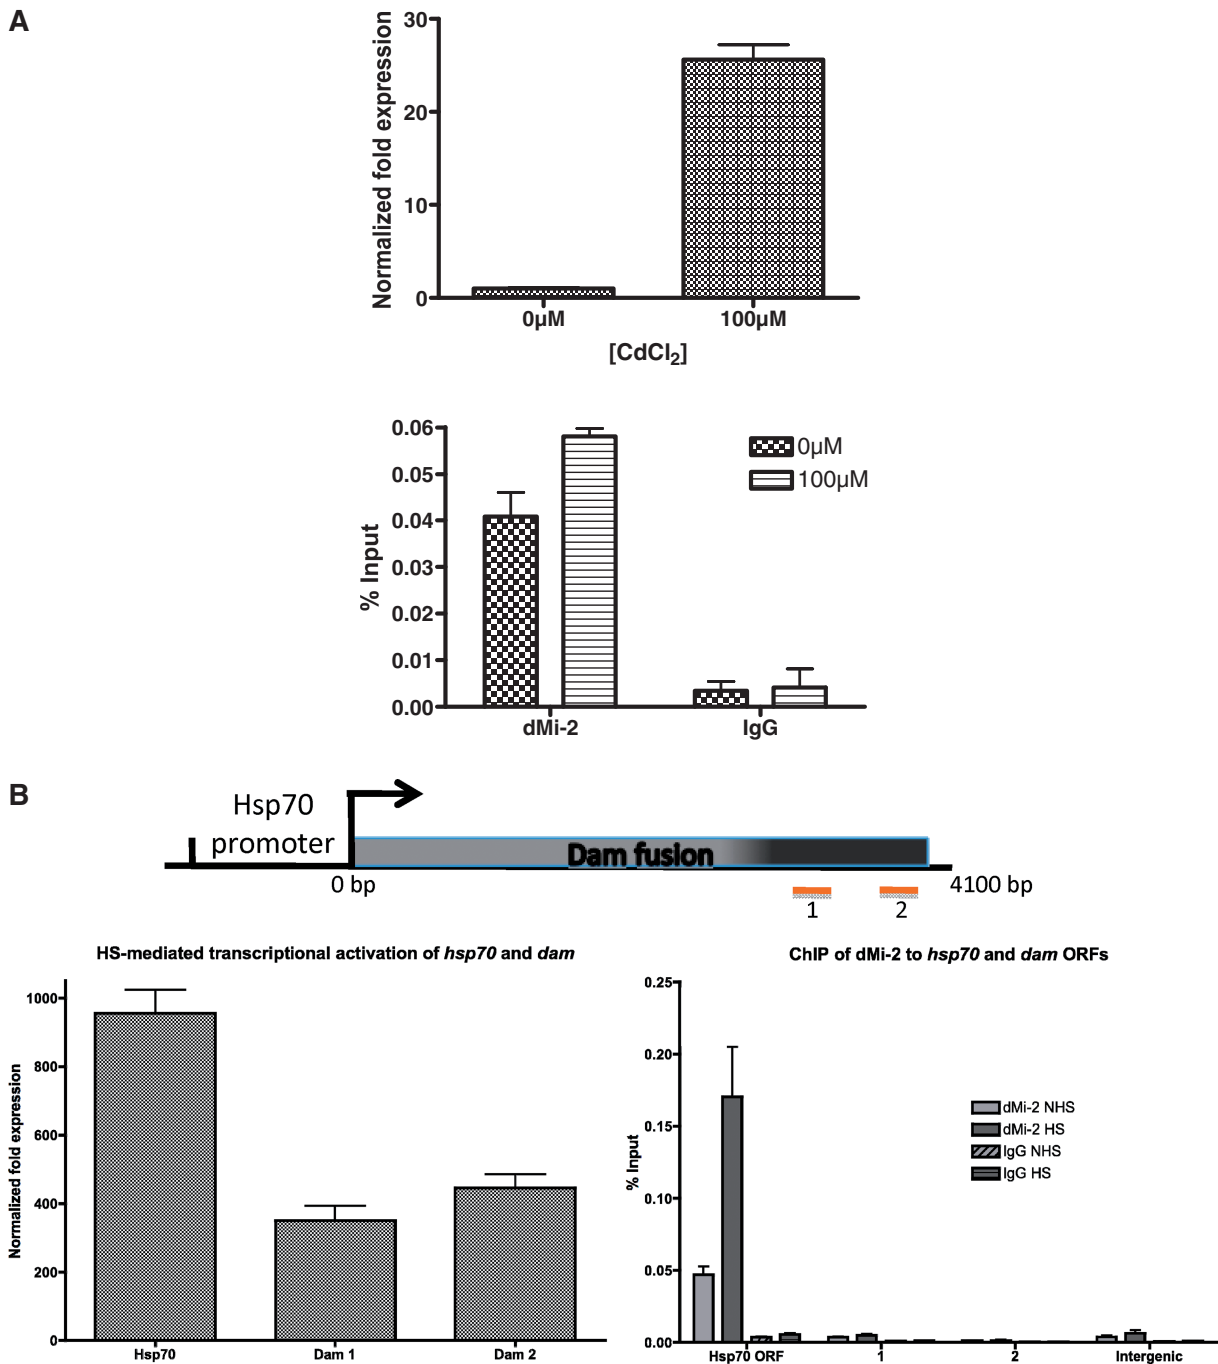 A
Normalized fold expression
30
20
10
0
0µM
100µM
[CdCl2]
% Input
0.06
0.05
0.04
0.03
0.02
0.01
0.00
0µM
100µM
dMi-2
IgG
B
Hsp70
promoter
Dam fusion
0 bp
4100 bp
1
2
HS-mediated transcriptional activation of hsp70 and dam
Normalized fold expression
1000
800
600
400
200
0
Hsp70
Dam 1
Dam 2
ChIP of dMi-2 to hsp70 and dam ORFs
% Input
0.25
0.20
0.15
0.10
0.05
0.00
dMi-2 NHS
dMi-2 HS
IgG NHS
IgG HS
Hsp70 ORF
1
2
Intergenic